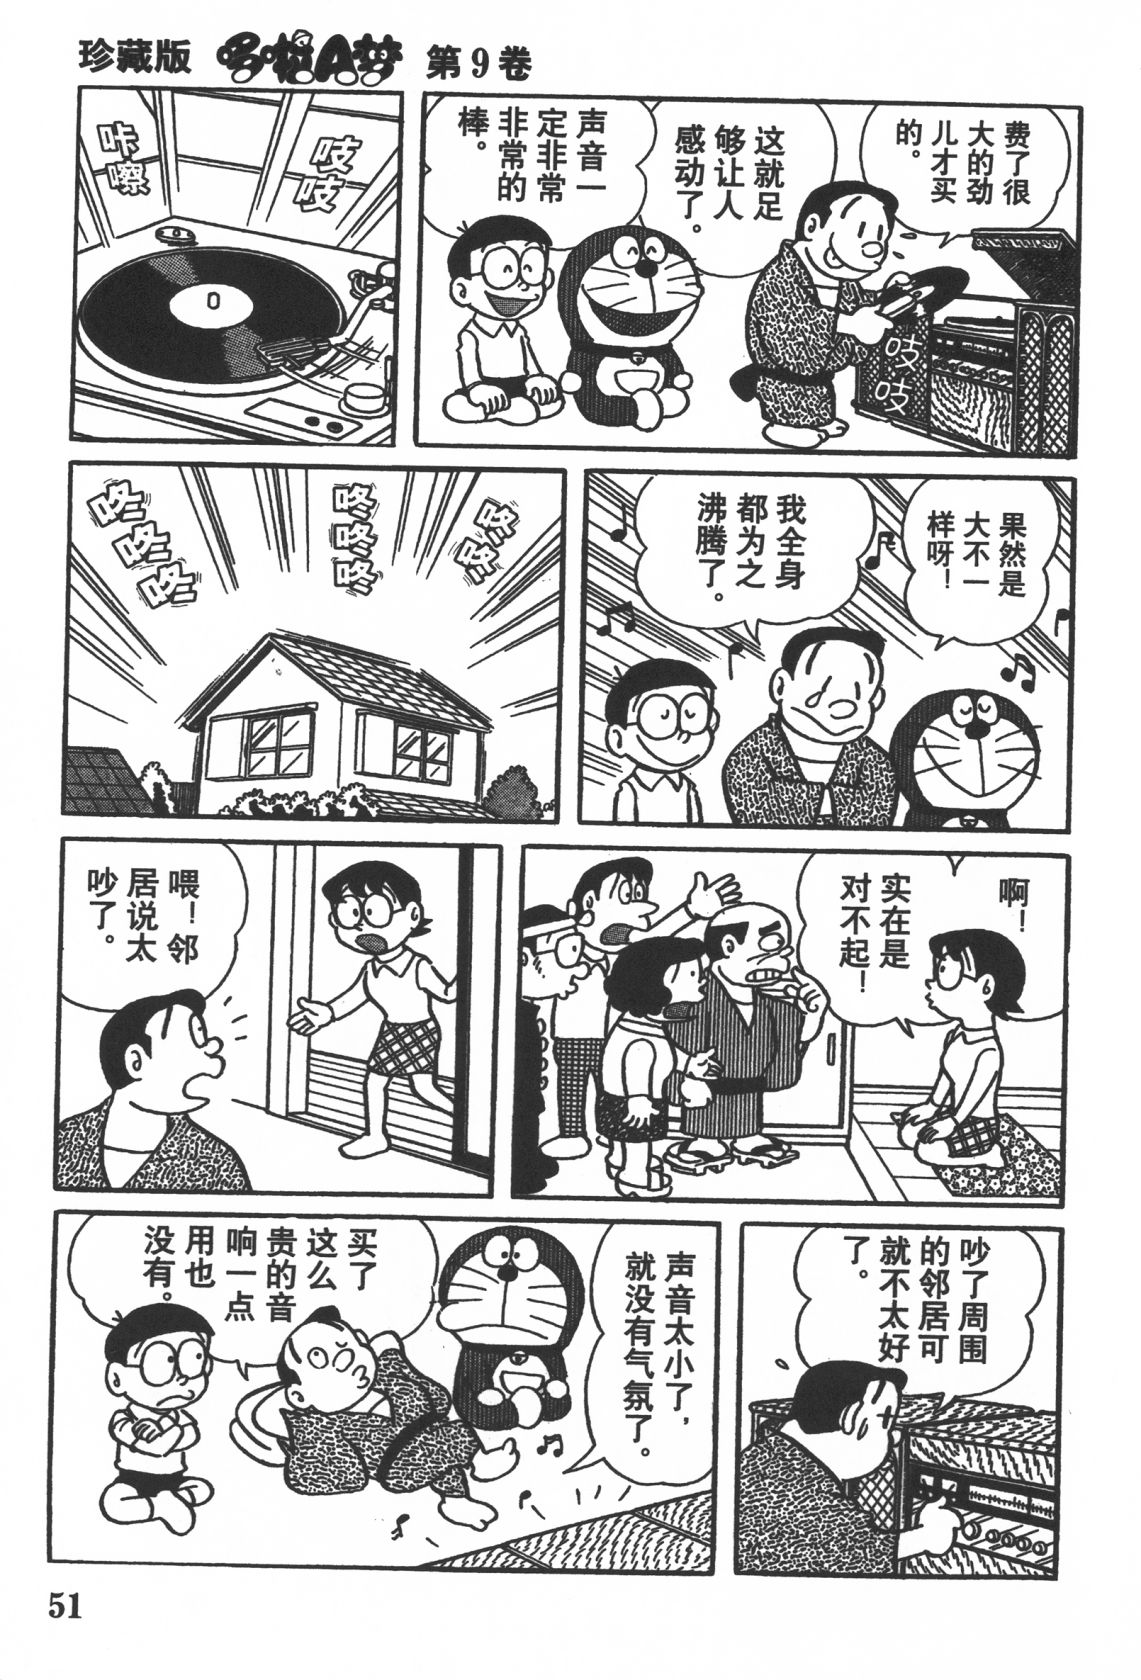 珍藏版 哆啦A梦 第9卷
费了很
大的劲
儿才买
的。
这就足
够让人
感动了。
声音一
定非常
非常的
棒。
吱
吱
吱
吱
咔
嚓
果然是
大不一
样呀！
我全身
都为之
沸腾了。
咚
咚
咚
咚
咚
咚
咚
咚
啊！
实在是
对不起！
喂！邻
居说太
吵了。
吵了周围
的邻居可
就不太好
了。
声音太小了，
就没有气氛了。
买了
这么
贵的音
响一点
用也
没有。
51